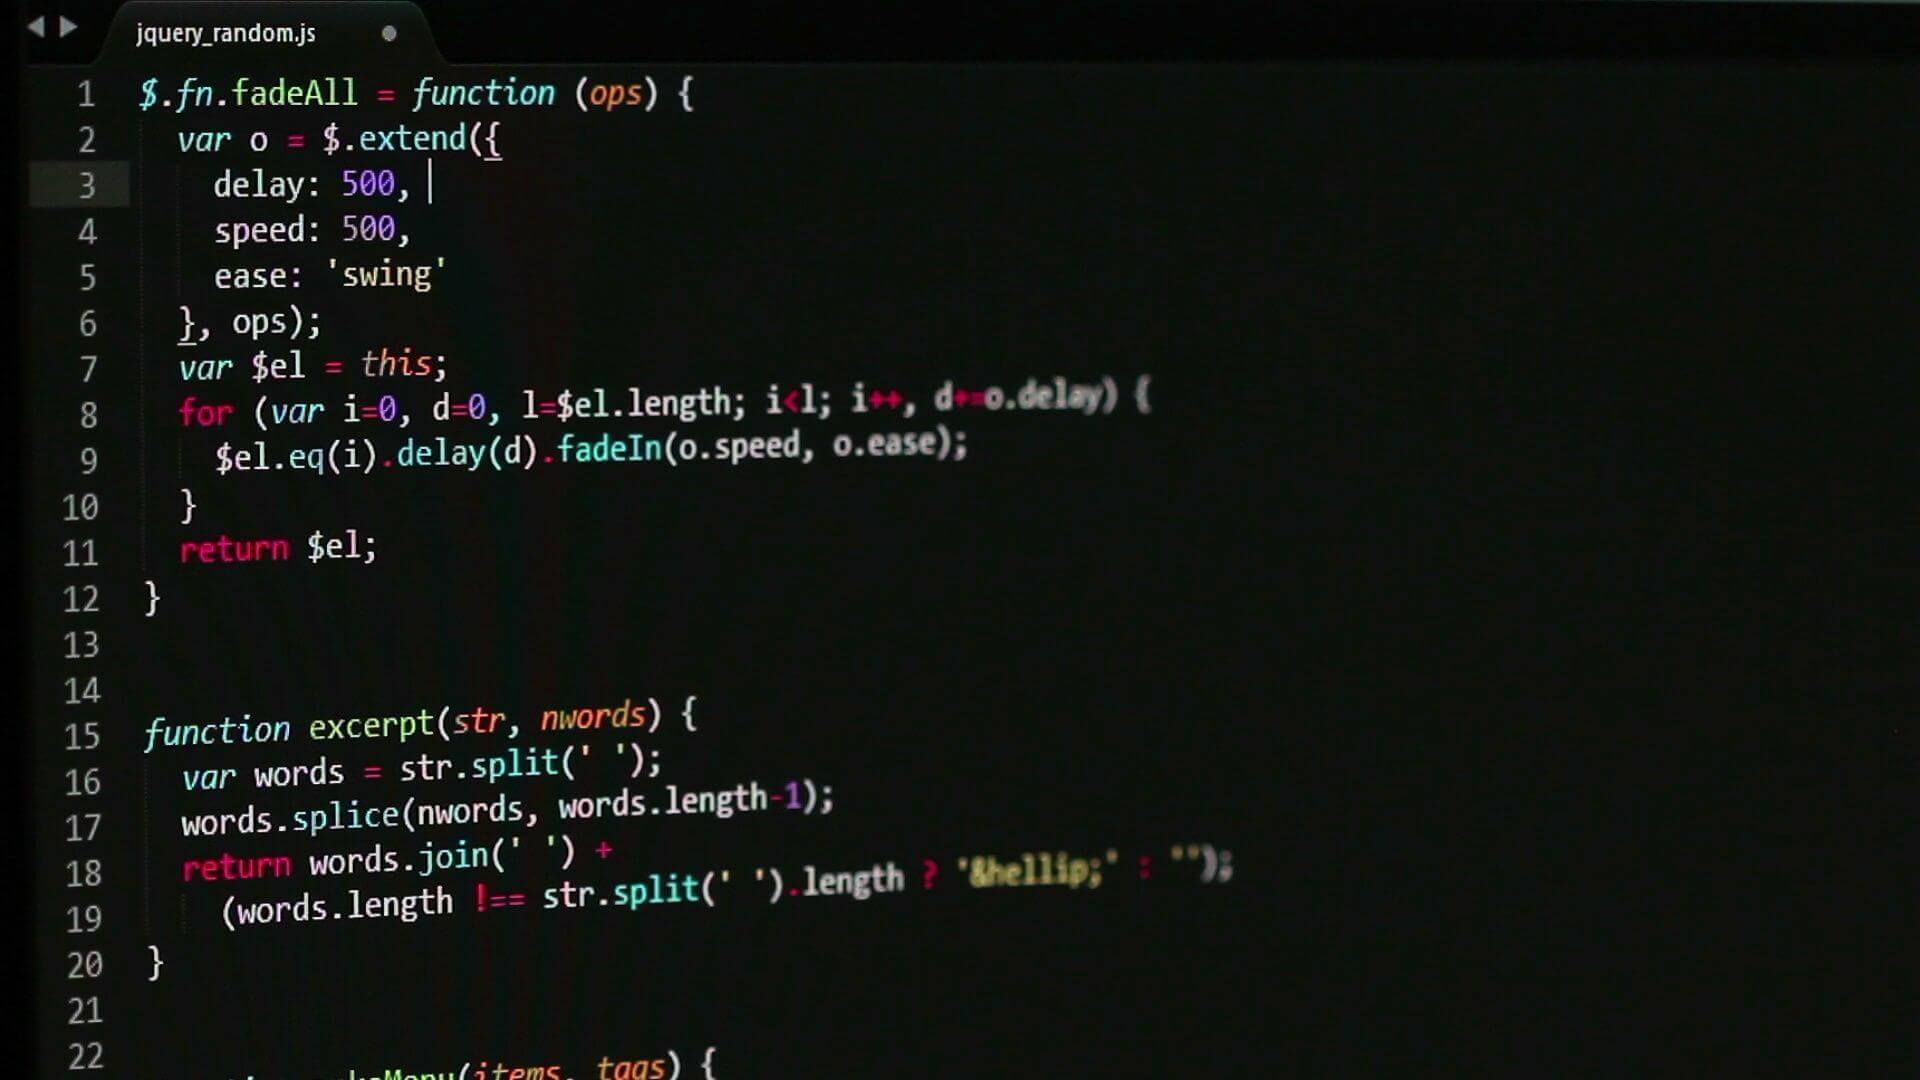 jquery_random.js
1 $.fn.fadeAll = function (ops) {
2   var o = $.extend({
3     delay: 500,
4     speed: 500,
5     ease: 'swing'
6   }, ops);
7   var $el = this;
8   for (var i=0, d=0, l=$el.length; i<l; i++, d+=o.delay) {
9     $el.eq(i).delay(d).fadeIn(o.speed, o.ease);
10   }
11   return $el;
12 }
13
14
15 function excerpt(str, nwords) {
16   var words = str.split(' ');
17   words.splice(nwords, words.length-1);
18   return words.join(' ') +
19     (words.length !== str.split(' ').length ? '&hellip;' : '');
20 }
21
22 (items, tags) {